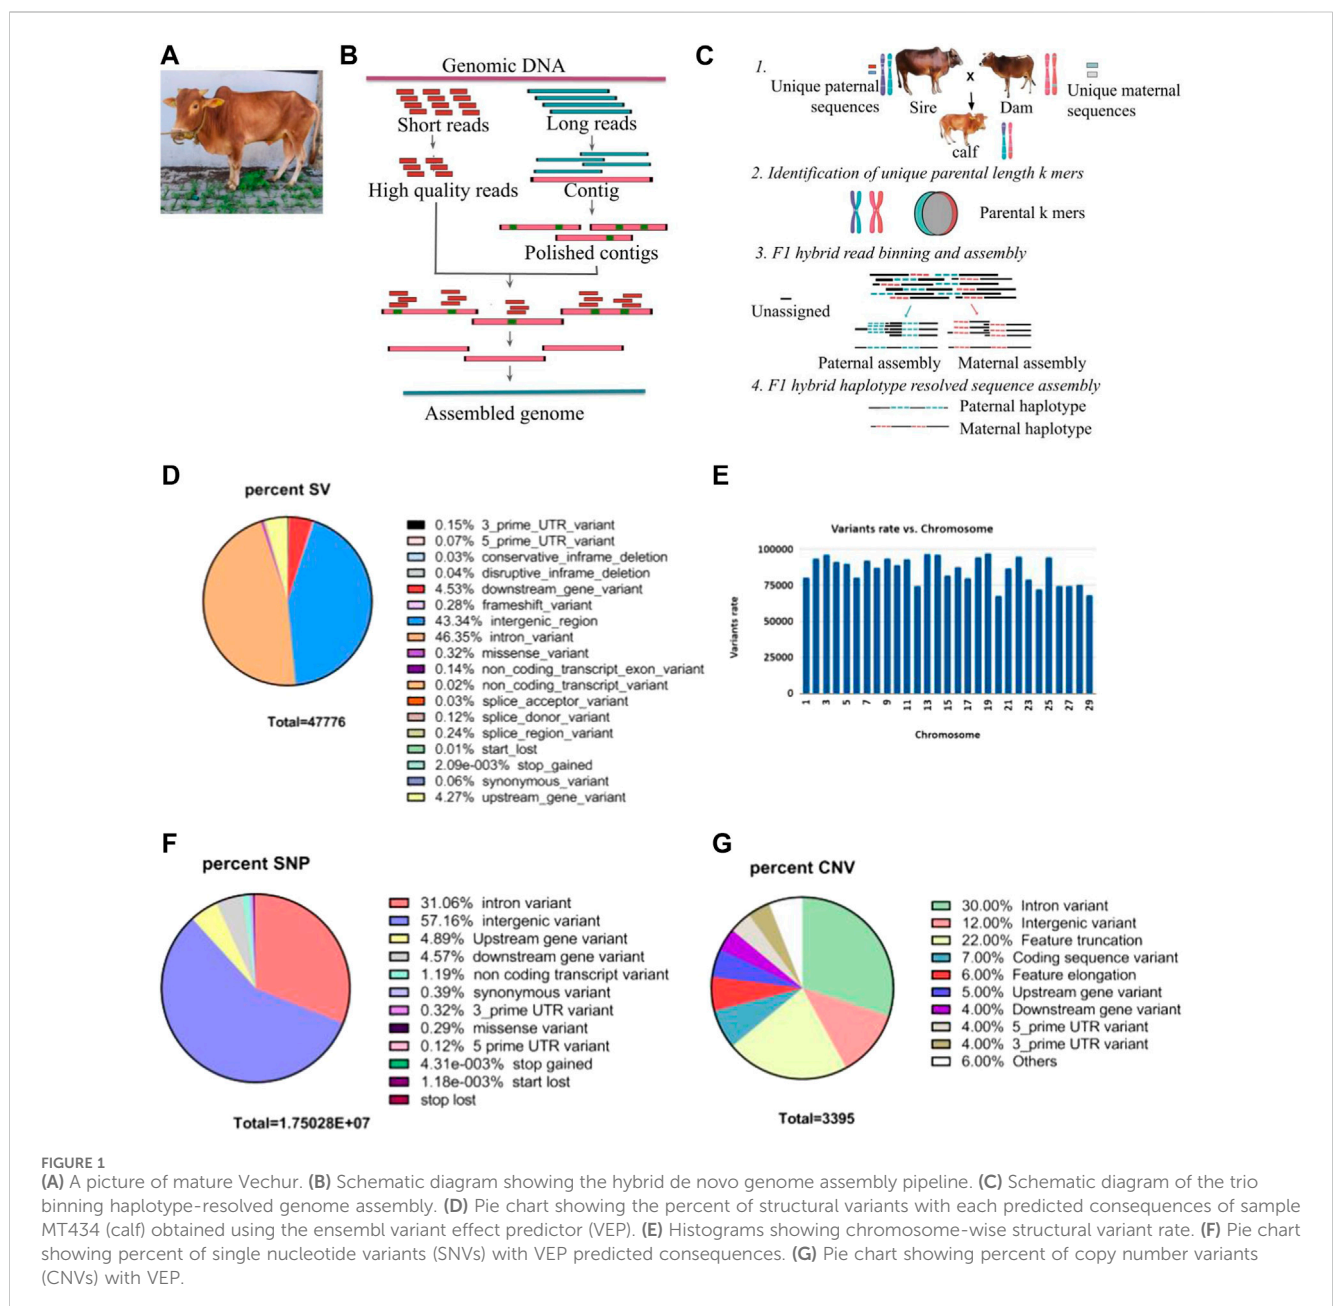 A
B
Genomic DNA
Short reads
Long reads
High quality reads
Contig
Polished contigs
Assembled genome
C
1.
Unique paternal
sequences
Sire
x
Dam
Unique maternal
sequences
calf
2. Identification of unique parental length k mers
Parental k mers
3. F1 hybrid read binning and assembly
Unassigned
Paternal assembly
Maternal assembly
4. F1 hybrid haplotype resolved sequence assembly
Paternal haplotype
Maternal haplotype
D
percent SV
Total=47776
0.15% 3_prime_UTR_variant
0.07% 5_prime_UTR_variant
0.03% conservative_inframe_deletion
0.04% disruptive_inframe_deletion
4.53% downstream_gene_variant
0.28% frameshift_variant
43.34% intergenic_region
46.35% intron_variant
0.32% missense_variant
0.14% non_coding_transcript_exon_variant
0.02% non_coding_transcript_variant
0.03% splice_acceptor_variant
0.12% splice_donor_variant
0.24% splice_region_variant
0.01% start_lost
2.09e-003% stop_gained
0.06% synonymous_variant
4.27% upstream_gene_variant
E
Variants rate vs. Chromosome
Variants rate
100000
75000
50000
25000
0
1 3 5 7 9 11 13 15 17 19 21 23 25 27 29
Chromosome
F
percent SNP
Total=1.75028E+07
31.06% intron variant
57.16% intergenic variant
4.89% Upstream gene variant
4.57% downstream gene variant
1.19% non coding transcript variant
0.39% synonymous variant
0.32% 3_prime UTR variant
0.29% missense variant
0.12% 5 prime UTR variant
4.31e-003% stop gained
1.18e-003% start lost
stop lost
G
percent CNV
Total=3395
30.00% Intron variant
12.00% Intergenic variant
22.00% Feature truncation
7.00% Coding sequence variant
6.00% Feature elongation
5.00% Upstream gene variant
4.00% Downstream gene variant
4.00% 5_prime UTR variant
4.00% 3_prime UTR variant
6.00% Others
FIGURE 1
(A) A picture of mature Vechur. (B) Schematic diagram showing the hybrid de novo genome assembly pipeline. (C) Schematic diagram of the trio
binning haplotype-resolved genome assembly. (D) Pie chart showing the percent of structural variants with each predicted consequences of sample
MT434 (calf) obtained using the ensembl variant effect predictor (VEP). (E) Histograms showing chromosome-wise structural variant rate. (F) Pie chart
showing percent of single nucleotide variants (SNVs) with VEP predicted consequences. (G) Pie chart showing percent of copy number variants
(CNVs) with VEP.